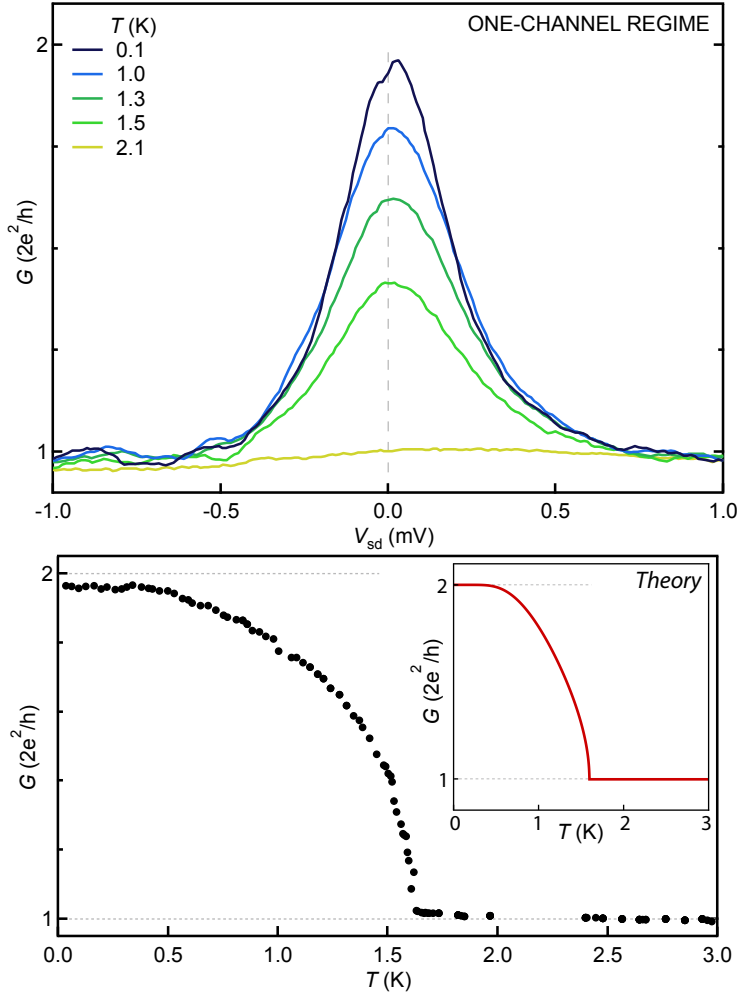 ONE-CHANNEL REGIME
T (K)
0.1
1.0
1.3
1.5
2.1
2
1
G (2e²/h)
-1.0 -0.5 0.0 0.5 1.0
V_sd (mV)
2
1
G (2e²/h)
0.0 0.5 1.0 1.5 2.0 2.5 3.0
T (K)
Theory
2
1
G (2e²/h)
0 1 2 3
T (K)